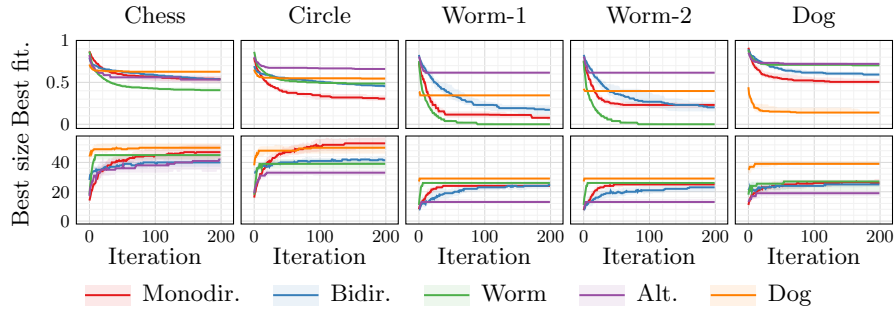 Chess Circle Worm-1 Worm-2 Dog
Best fit.
1
0.5
0
Best size
40
20
0
0 100 200 0 100 200 0 100 200 0 100 200 0 100 200
Iteration Iteration Iteration Iteration Iteration
Monodir. Bidir. Worm Alt. Dog